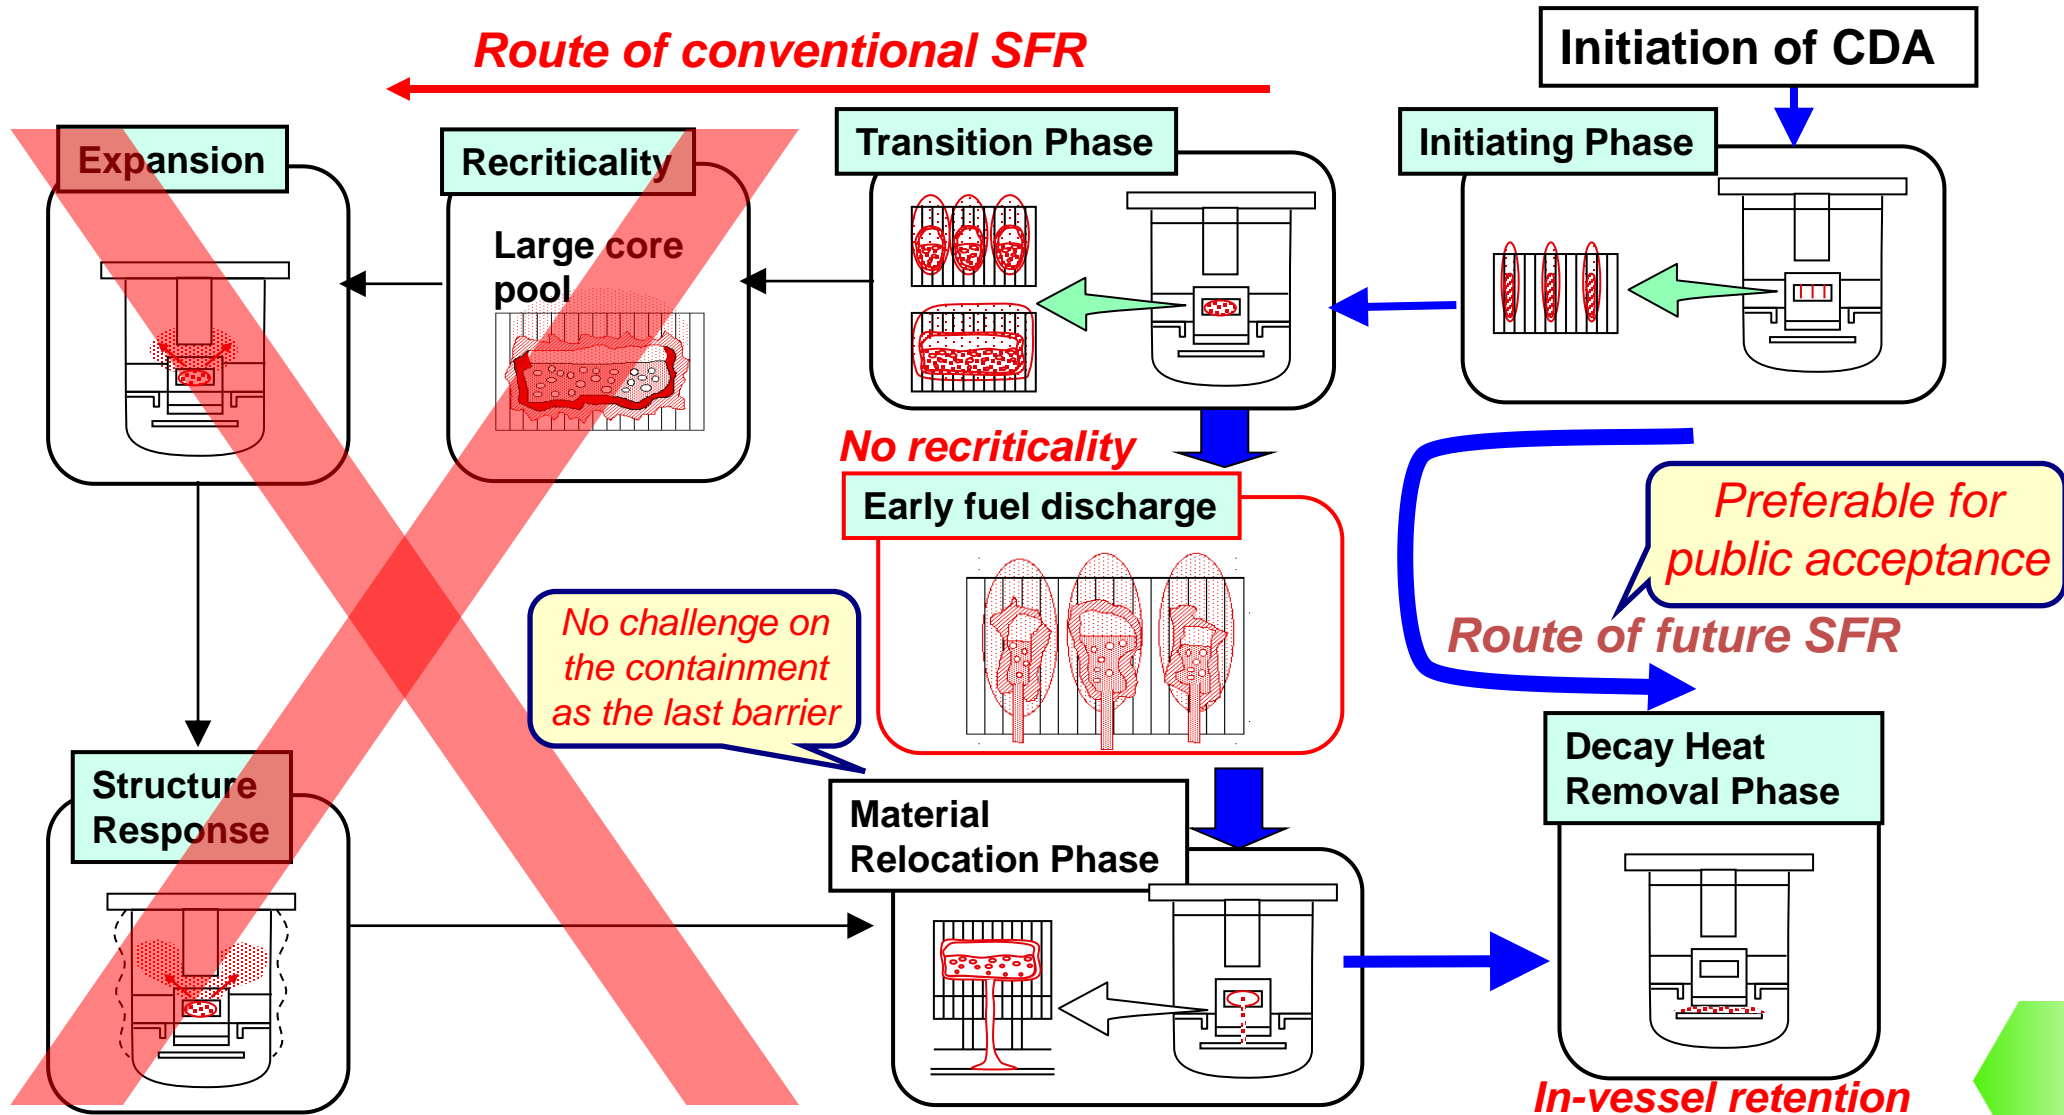 Route of conventional SFR
Initiation of CDA
Expansion
Recriticality
Transition Phase
Initiating Phase
Large core
pool
No recriticality
Early fuel discharge
Preferable for
public acceptance
No challenge on
the containment
as the last barrier
Route of future SFR
Structure
Response
Material
Relocation Phase
Decay Heat
Removal Phase
In-vessel retention